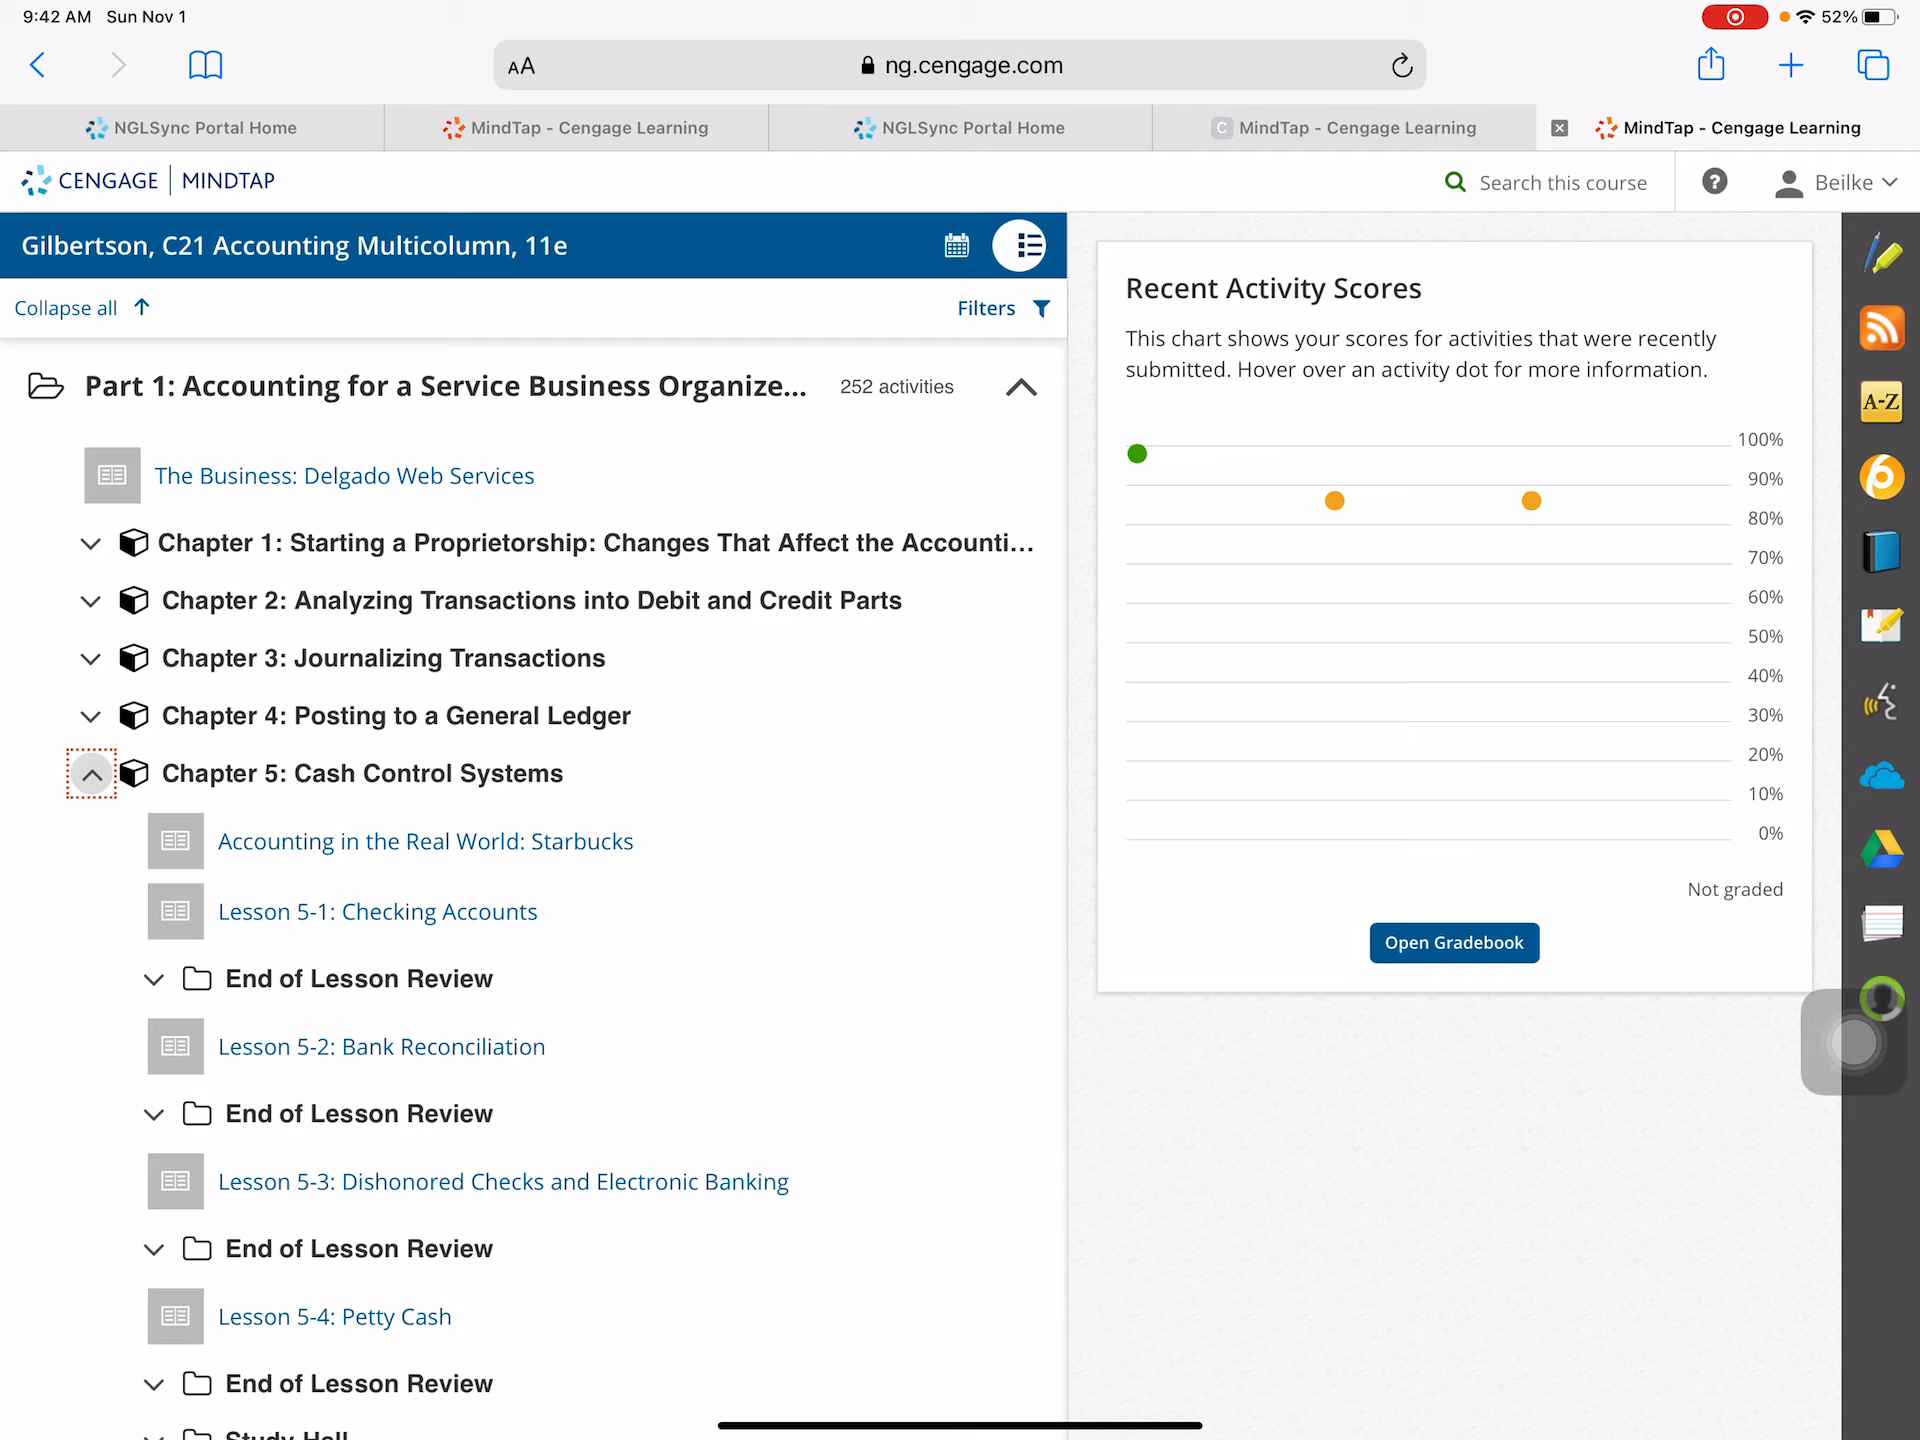 9:42 AM Sun Nov 1
52%
AA
ng.cengage.com
NGLSync Portal Home
MindTap - Cengage Learning
NGLSync Portal Home
C MindTap - Cengage Learning
MindTap - Cengage Learning
CENGAGE | MINDTAP
Search this course
?
Beilke
Gilbertson, C21 Accounting Multicolumn, 11e
Collapse all
Filters
Part 1: Accounting for a Service Business Organize...
252 activities
The Business: Delgado Web Services
Chapter 1: Starting a Proprietorship: Changes That Affect the Accounti...
Chapter 2: Analyzing Transactions into Debit and Credit Parts
Chapter 3: Journalizing Transactions
Chapter 4: Posting to a General Ledger
Chapter 5: Cash Control Systems
Accounting in the Real World: Starbucks
Lesson 5-1: Checking Accounts
End of Lesson Review
Lesson 5-2: Bank Reconciliation
End of Lesson Review
Lesson 5-3: Dishonored Checks and Electronic Banking
End of Lesson Review
Lesson 5-4: Petty Cash
End of Lesson Review
Study Hall
Recent Activity Scores
This chart shows your scores for activities that were recently
submitted. Hover over an activity dot for more information.
100%
90%
80%
70%
60%
50%
40%
30%
20%
10%
0%
Not graded
Open Gradebook
A-Z